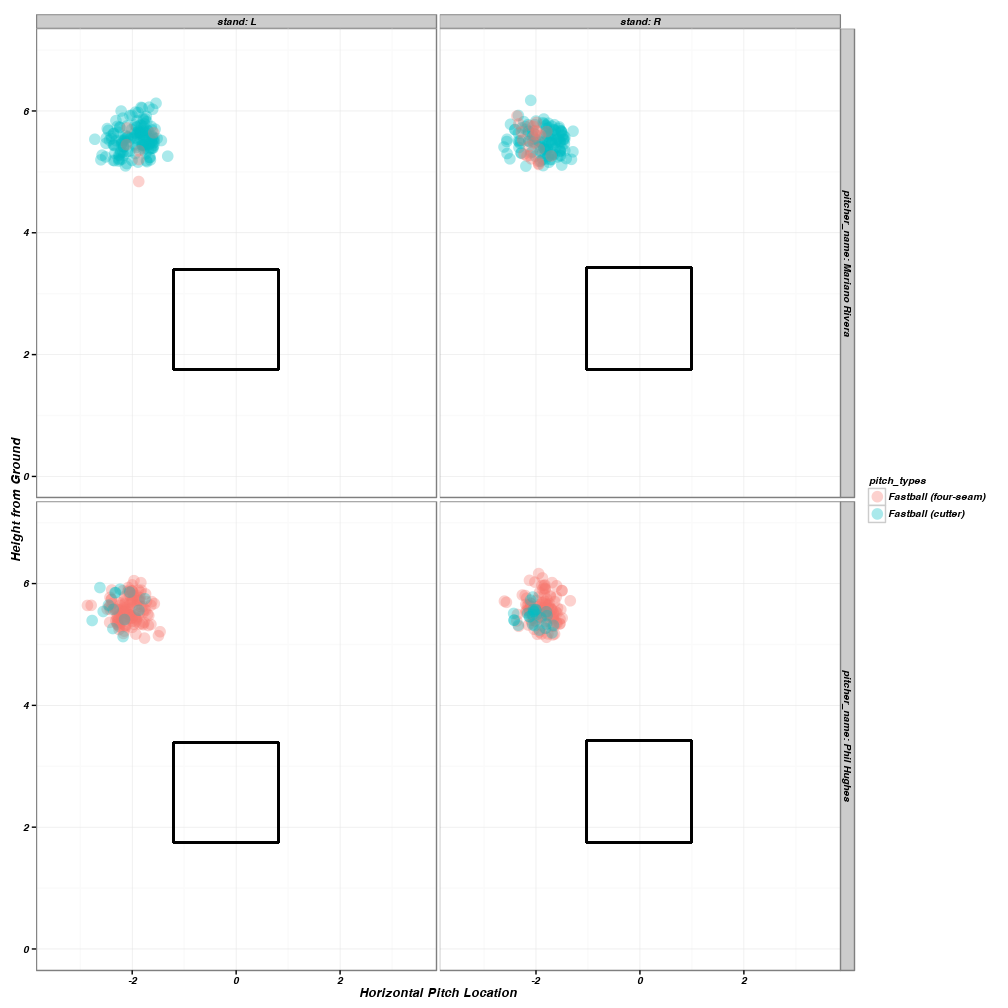 stand: L
stand: R
6
4
2
0
pitcher_name: Mariano Rivera
Height from Ground
pitch_types
Fastball (four-seam)
Fastball (cutter)
6
4
2
0
pitcher_name: Phil Hughes
-2
0
2
-2
0
2
Horizontal Pitch Location